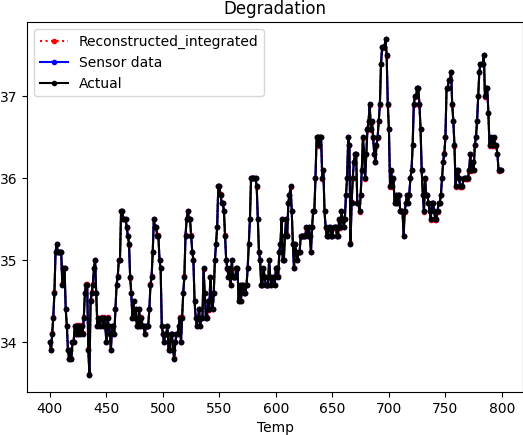 Degradation
Reconstructed_integrated
Sensor data
Actual
37
36
35
34
400 450 500 550 600 650 700 750 800
Temp